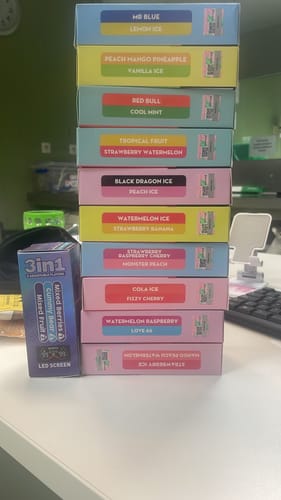 MR BLUE
LEMON ICE
PEACH MANGO PINEAPPLE
VANILLA ICE
RED BULL
COOL MINT
TROPICAL FRUIT
STRAWBERRY WATERMELON
BLACK DRAGON ICE
PEACH ICE
WATERMELON ICE
STRAWBERRY BANANA
STRAWBERRY
RASPBERRY CHERRY
MONSTER PEACH
COLA ICE
FIZZY CHERRY
WATERMELON RASPBERRY
LOVE 66
MANGO PEACH WATERMELON
STRAWBERRY ICE
3in1
Mixed Berries
Gummy Bear
Mixed Fruit
LED SCREEN